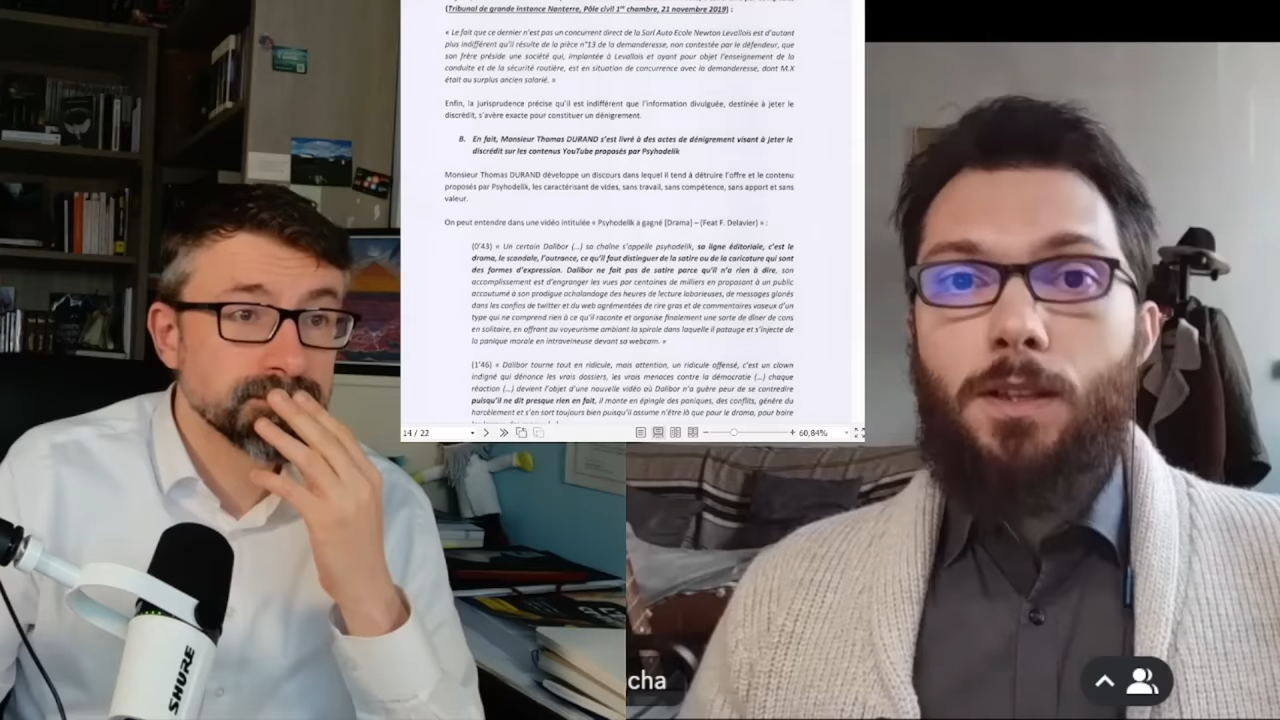 (Tribunal de grande instance Nanterre, Pôle civil 1re chambre, 21 novembre 2019) :
« Le fait que ce dernier n'est pas un concurrent direct de la Sarl Auto Ecole Newton Levallois est d'autant
plus indifférent qu'il résulte de la pièce n°13 de la demanderesse, non contestée par le défendeur, que
son frère préside une société qui, implantée à Levallois et ayant pour objet l'enseignement de la
conduite et de la sécurité routière, est en situation de concurrence avec la demanderesse, dont M.X
était au surplus ancien salarié. »
Enfin, la jurisprudence précise qu'il est indifférent que l'information divulguée, destinée à jeter le
discrédit, s'avère exacte pour constituer un dénigrement.
B. En fait, Monsieur Thomas DURAND s'est livré à des actes de dénigrement visant à jeter le
discrédit sur les contenus YouTube proposés par Psyhodelik
Monsieur Thomas DURAND développe un discours dans lequel il tend à détruire l'offre et le contenu
proposés par Psyhodelik, les caractérisant de vides, sans travail, sans compétence, sans apport et sans
valeur.
On peut entendre dans une vidéo intitulée « Psyhodelik a gagné [Drama] – (Feat F. Delavier) » :
(0'43) « Un certain Dalibor (...) sa chaîne s'appelle psyhodelik, sa ligne éditoriale, c'est le
drama, le scandale, l'outrance, ce qu'il faut distinguer de la satire ou de la caricature qui sont
des formes d'expression. Dalibor ne fait pas de satire parce qu'il n'a rien à dire, son
accomplissement est d'engranger les vues par centaines de milliers en proposant à un public
accoutumé à son prodigue achalandage des heures de lecture laborieuses, de messages glanés
dans les confins de twitter et du web agrémentées de rire gras et de commentaires vaseux d'un
type qui ne comprend rien à ce qu'il raconte et organise finalement une sorte de dîner de cons
en solitaire, en offrant au voyeurisme ambiant la spirale dans laquelle il patauge et s'injecte de
la panique morale en intraveineuse devant sa webcam. »
(1'46) « Dalibor tourne tout en ridicule, mais attention, un ridicule offensé, c'est un clown
indigné qui dénonce les vrais dossiers, les vraies menaces contre la démocratie (...) chaque
réaction (...) devient l'objet d'une nouvelle vidéo où Dalibor n'a guère peur de se contredire
puisqu'il ne dit presque rien en fait, il monte en épingle des paniques, des conflits, génère du
harcèlement et s'en sort toujours bien puisqu'il assume n'être là que pour le drama, pour boire
14 / 22
60,84%
SHURE
cha